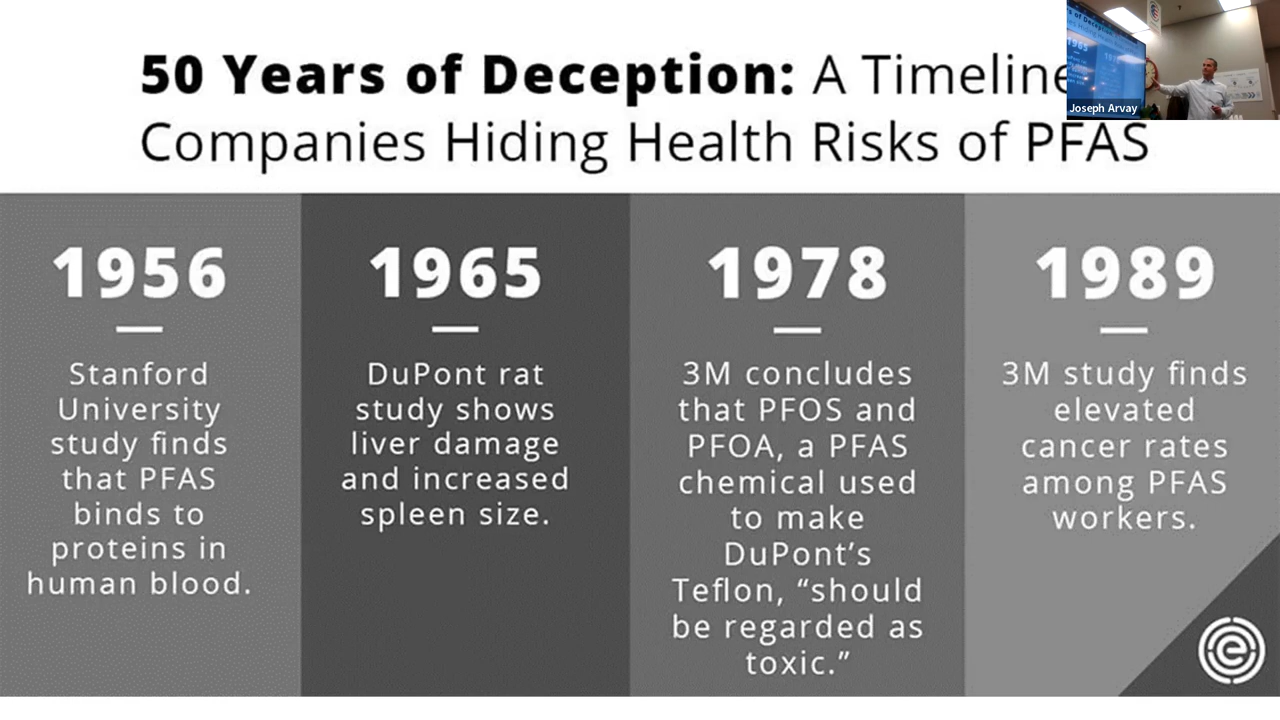 50 Years of Deception: A Timeline
Companies Hiding Health Risks of PFAS
Joseph Arvay
1956
Stanford
University
study finds
that PFAS
binds to
proteins in
human blood.
1965
DuPont rat
study shows
liver damage
and increased
spleen size.
1978
3M concludes
that PFOS and
PFOA, a PFAS
chemical used
to make
DuPont’s
Teflon, “should
be regarded as
toxic.”
1989
3M study finds
elevated
cancer rates
among PFAS
workers.
e